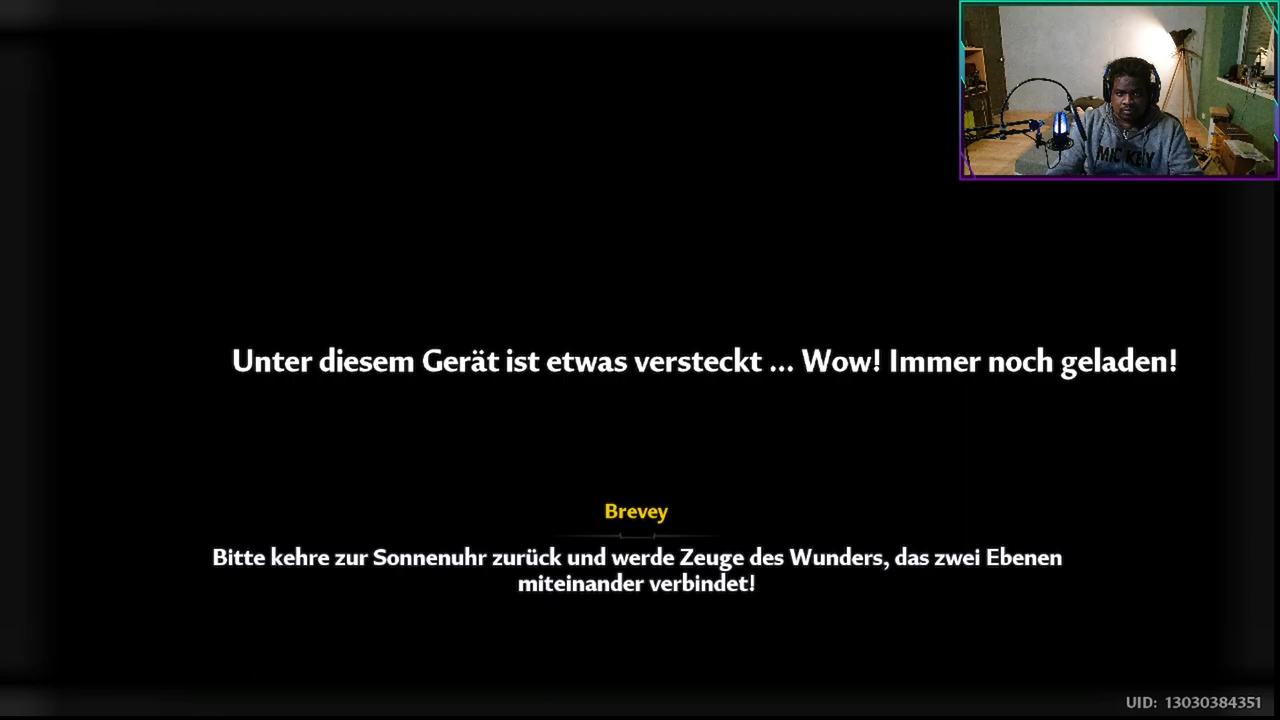 MICKEY
Unter diesem Gerät ist etwas versteckt ... Wow! Immer noch geladen!
Brevey
Bitte kehre zur Sonnenuhr zurück und werde Zeuge des Wunders, das zwei Ebenen
miteinander verbindet!
UID: 13030384351